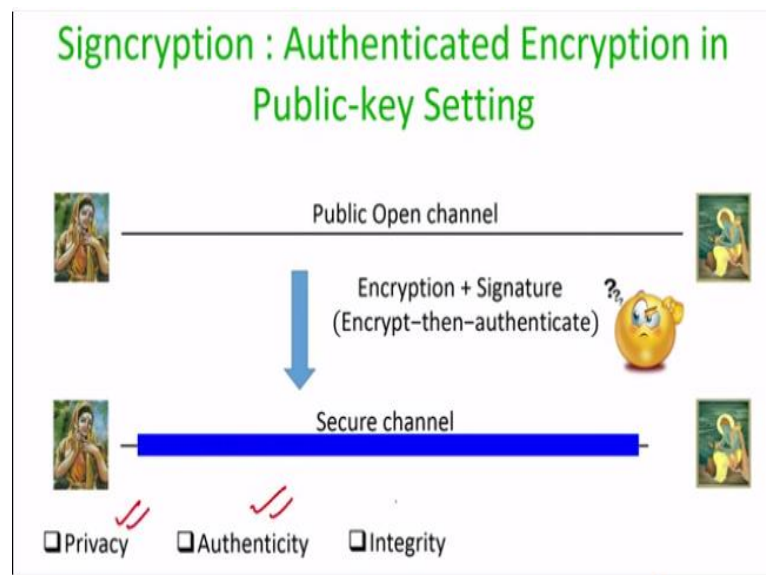 Signcryption : Authenticated Encryption in
Public-key Setting
Public Open channel
Encryption + Signature
(Encrypt–then–authenticate)
??
Secure channel
Privacy Authenticity Integrity